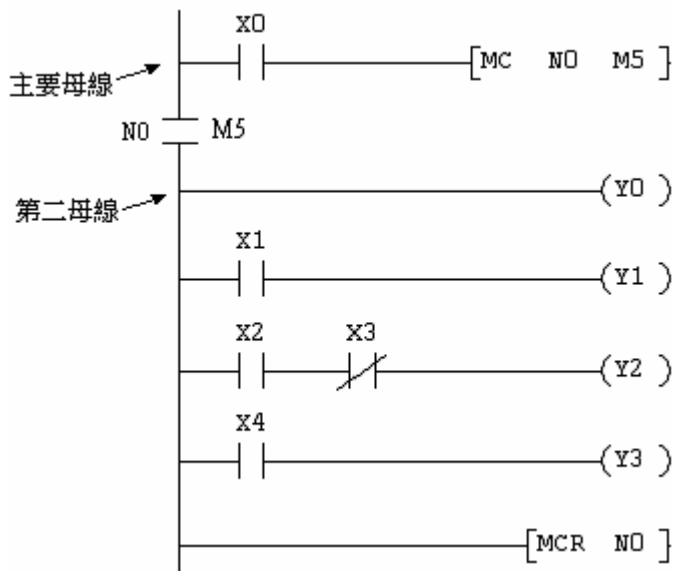 X0
[MC N0 M5]
主要母線
N0 M5
第二母線
(Y0)
X1
(Y1)
X2 X3
(Y2)
X4
(Y3)
[MCR N0]